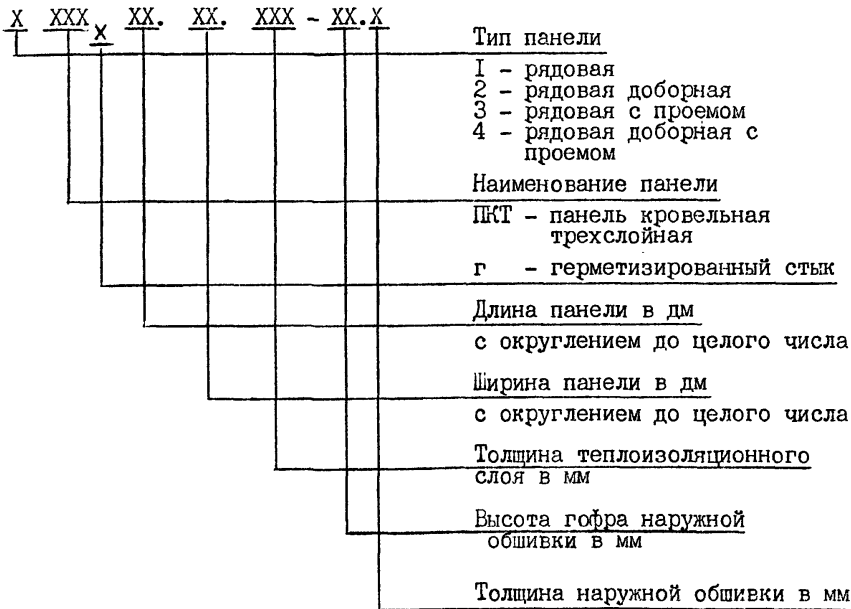 X XXX X XX. XX. XXX - XX.X
Тип панели
I - рядовая
2 - рядовая доборная
3 - рядовая с проемом
4 - рядовая доборная с
проемом
Наименование панели
ПКТ - панель кровельная
трехслойная
г - герметизированный стык
Длина панели в дм
с округлением до целого числа
Ширина панели в дм
с округлением до целого числа
Толщина теплоизоляционного
слоя в мм
Высота гофра наружной
обшивки в мм
Толщина наружной обшивки в мм